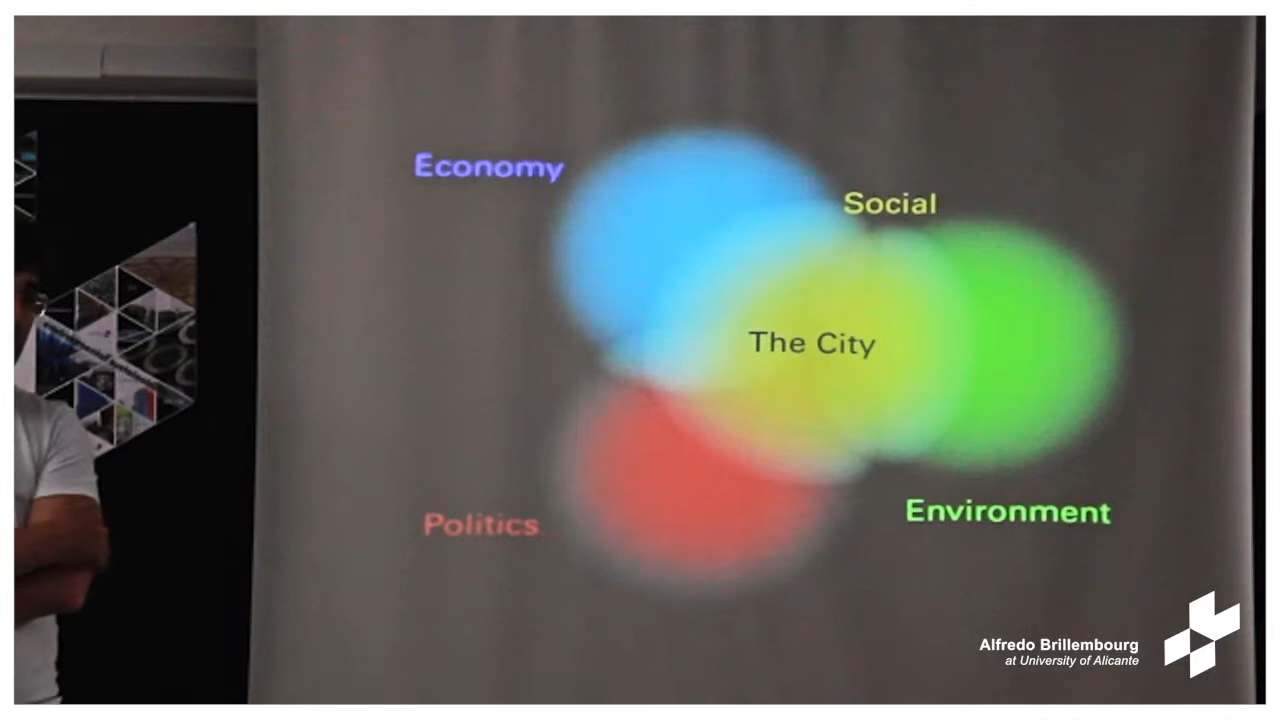 Economy
Social
The City
Politics
Environment
Alfredo Brillembourg
at University of Alicante